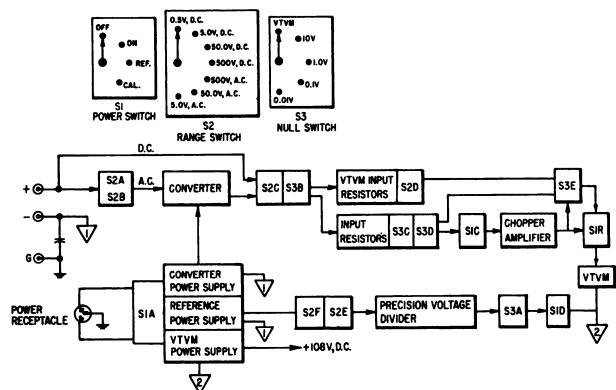 OFF
ON
REF.
CAL.
S1
POWER SWITCH
0.5V, D.C.
5.0V, D.C.
50.0V, D.C.
500V, D.C.
500V, A.C.
50.0V, A.C.
5.0V, A.C.
S2
RANGE SWITCH
VTVM
10V
1.0V
0.1V
0.01V
S3
NULL SWITCH
D.C.
+
S2A
S2B
A.C.
CONVERTER
S2C
S3B
VTVM INPUT
RESISTORS
S2D
S3E
-
1
INPUT
RESISTORS
S3C
S3D
S1C
CHOPPER
AMPLIFIER
S1R
G
VTVM
POWER
RECEPTACLE
S1A
CONVERTER
POWER SUPPLY
1
REFERENCE
POWER SUPPLY
1
VTVM
POWER SUPPLY
+108V, D.C.
2
S2F
S2E
PRECISION VOLTAGE
DIVIDER
S3A
S1D
2